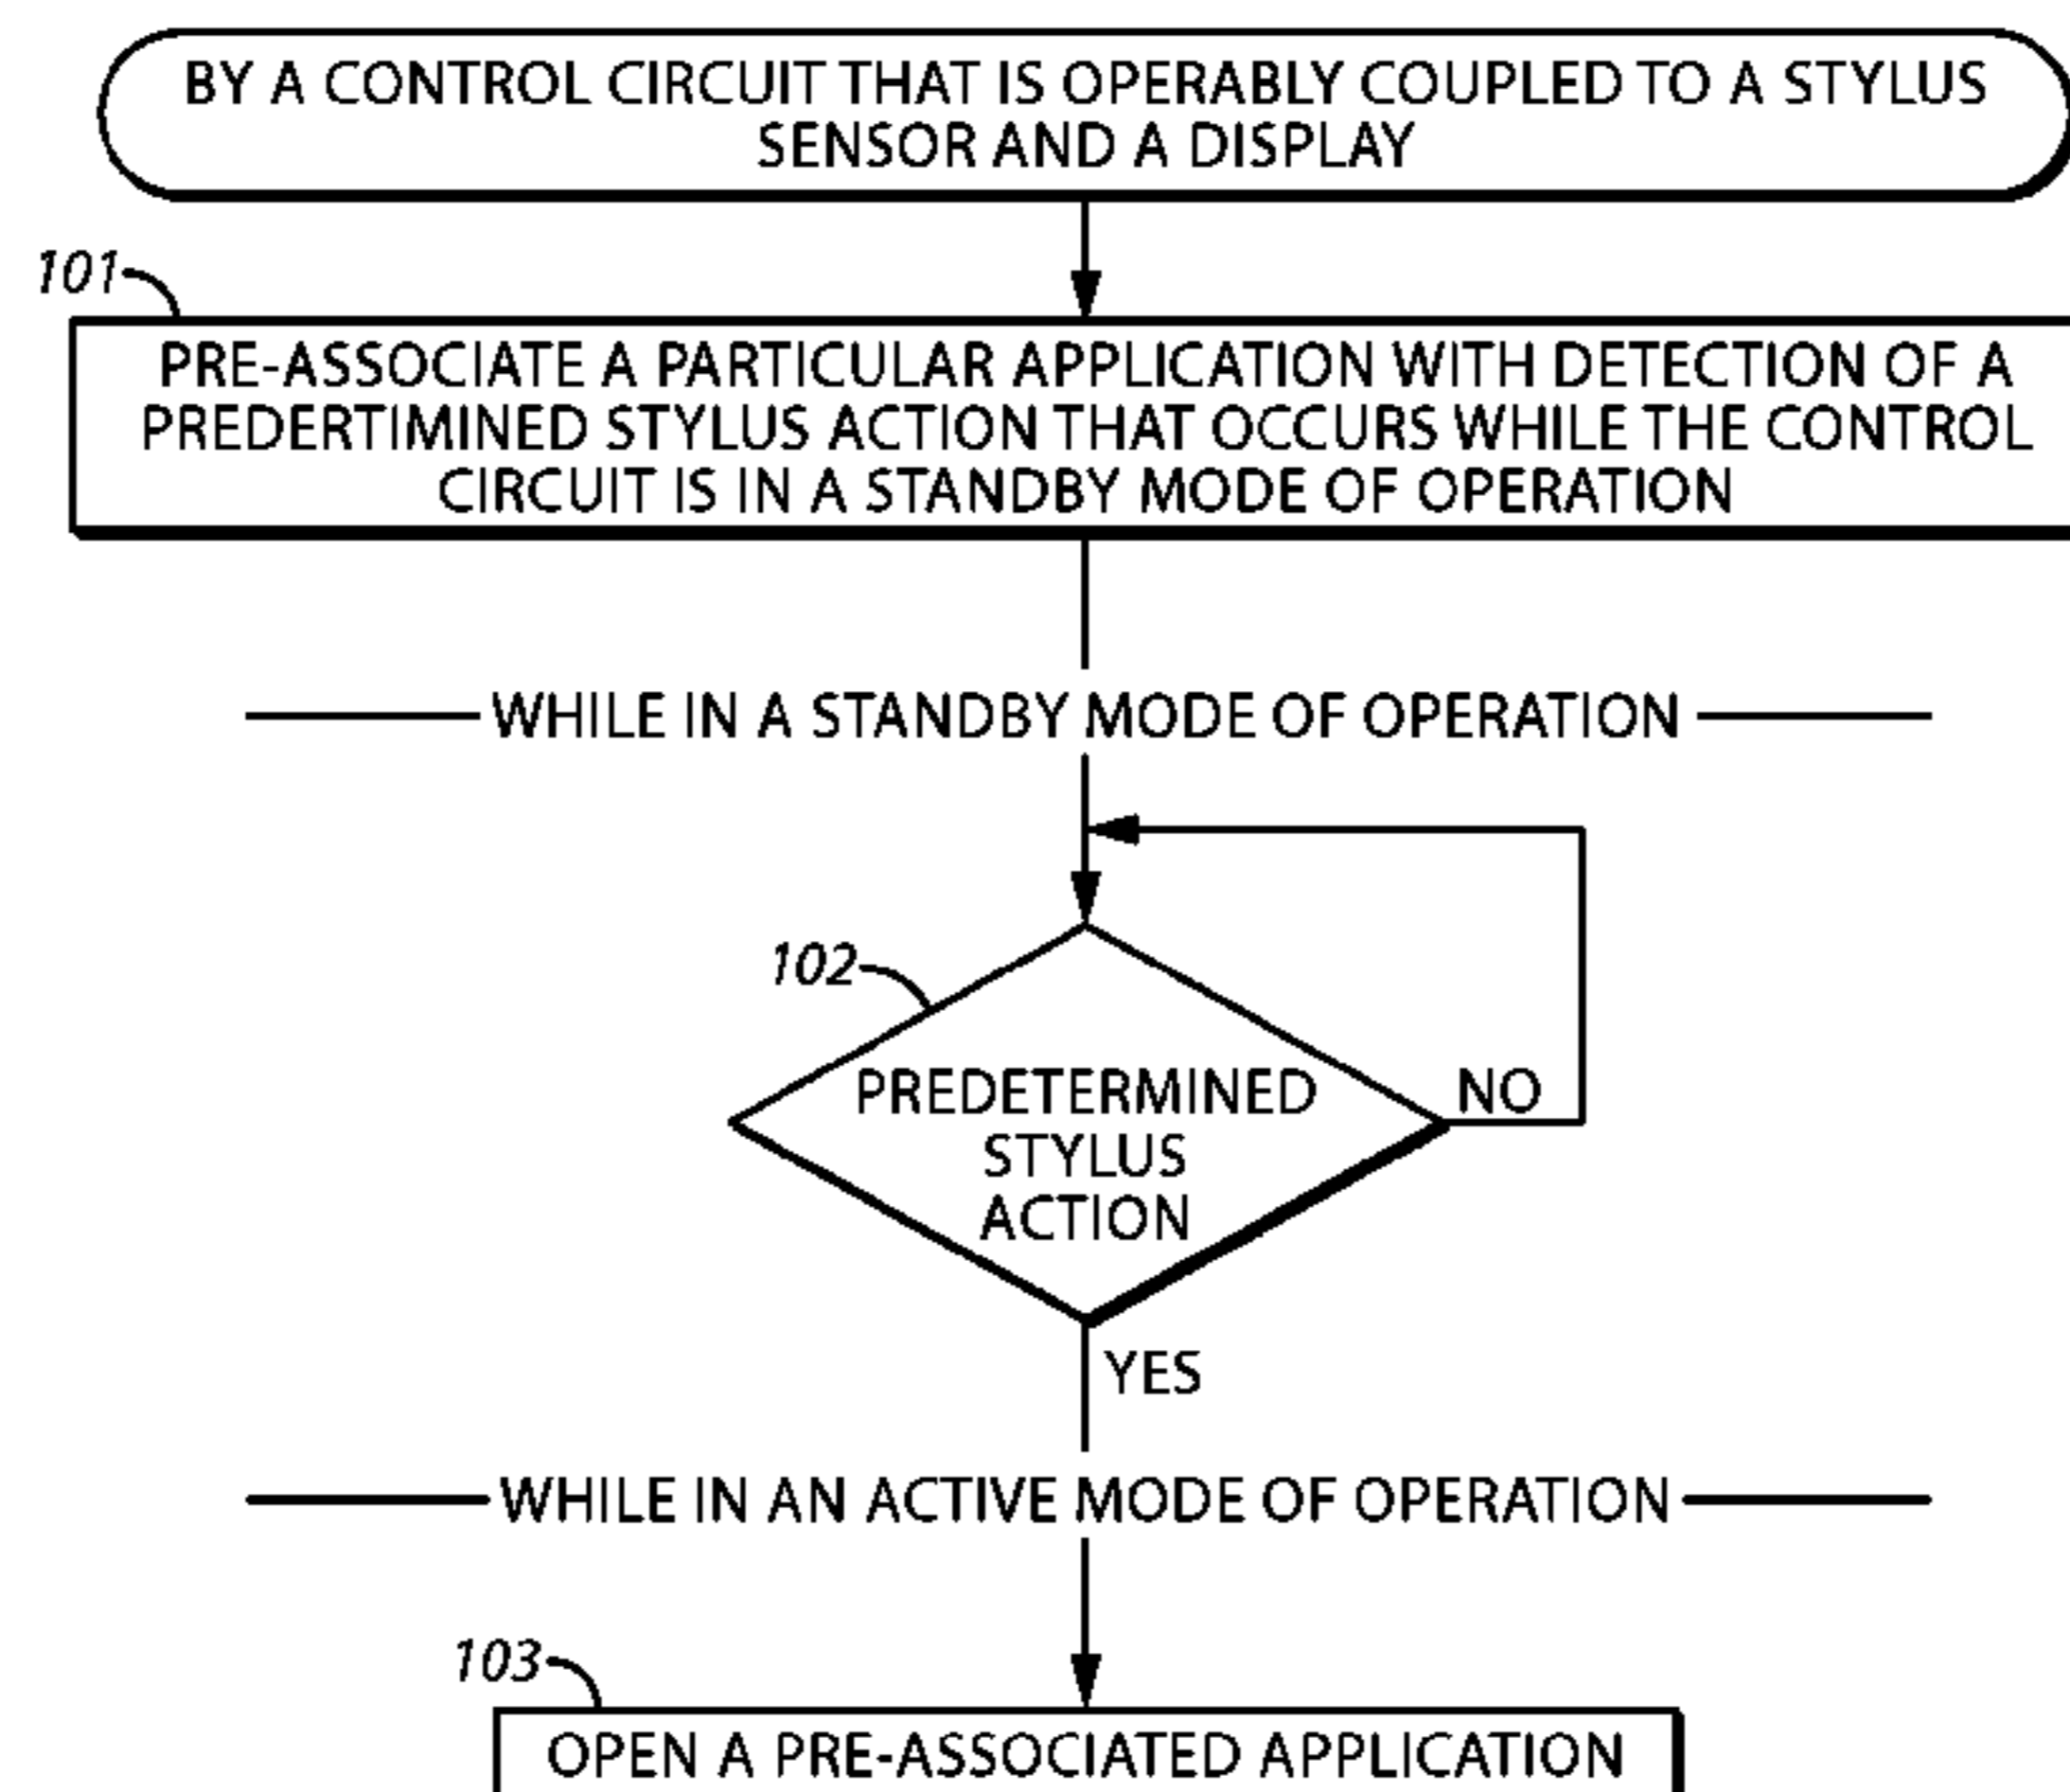 BY A CONTROL CIRCUIT THAT IS OPERABLY COUPLED TO A STYLUS
SENSOR AND A DISPLAY
101
PRE-ASSOCIATE A PARTICULAR APPLICATION WITH DETECTION OF A
PREDERTIMINED STYLUS ACTION THAT OCCURS WHILE THE CONTROL
CIRCUIT IS IN A STANDBY MODE OF OPERATION
WHILE IN A STANDBY MODE OF OPERATION
102
PREDETERMINED
STYLUS
ACTION
NO
YES
WHILE IN AN ACTIVE MODE OF OPERATION
103
OPEN A PRE-ASSOCIATED APPLICATION